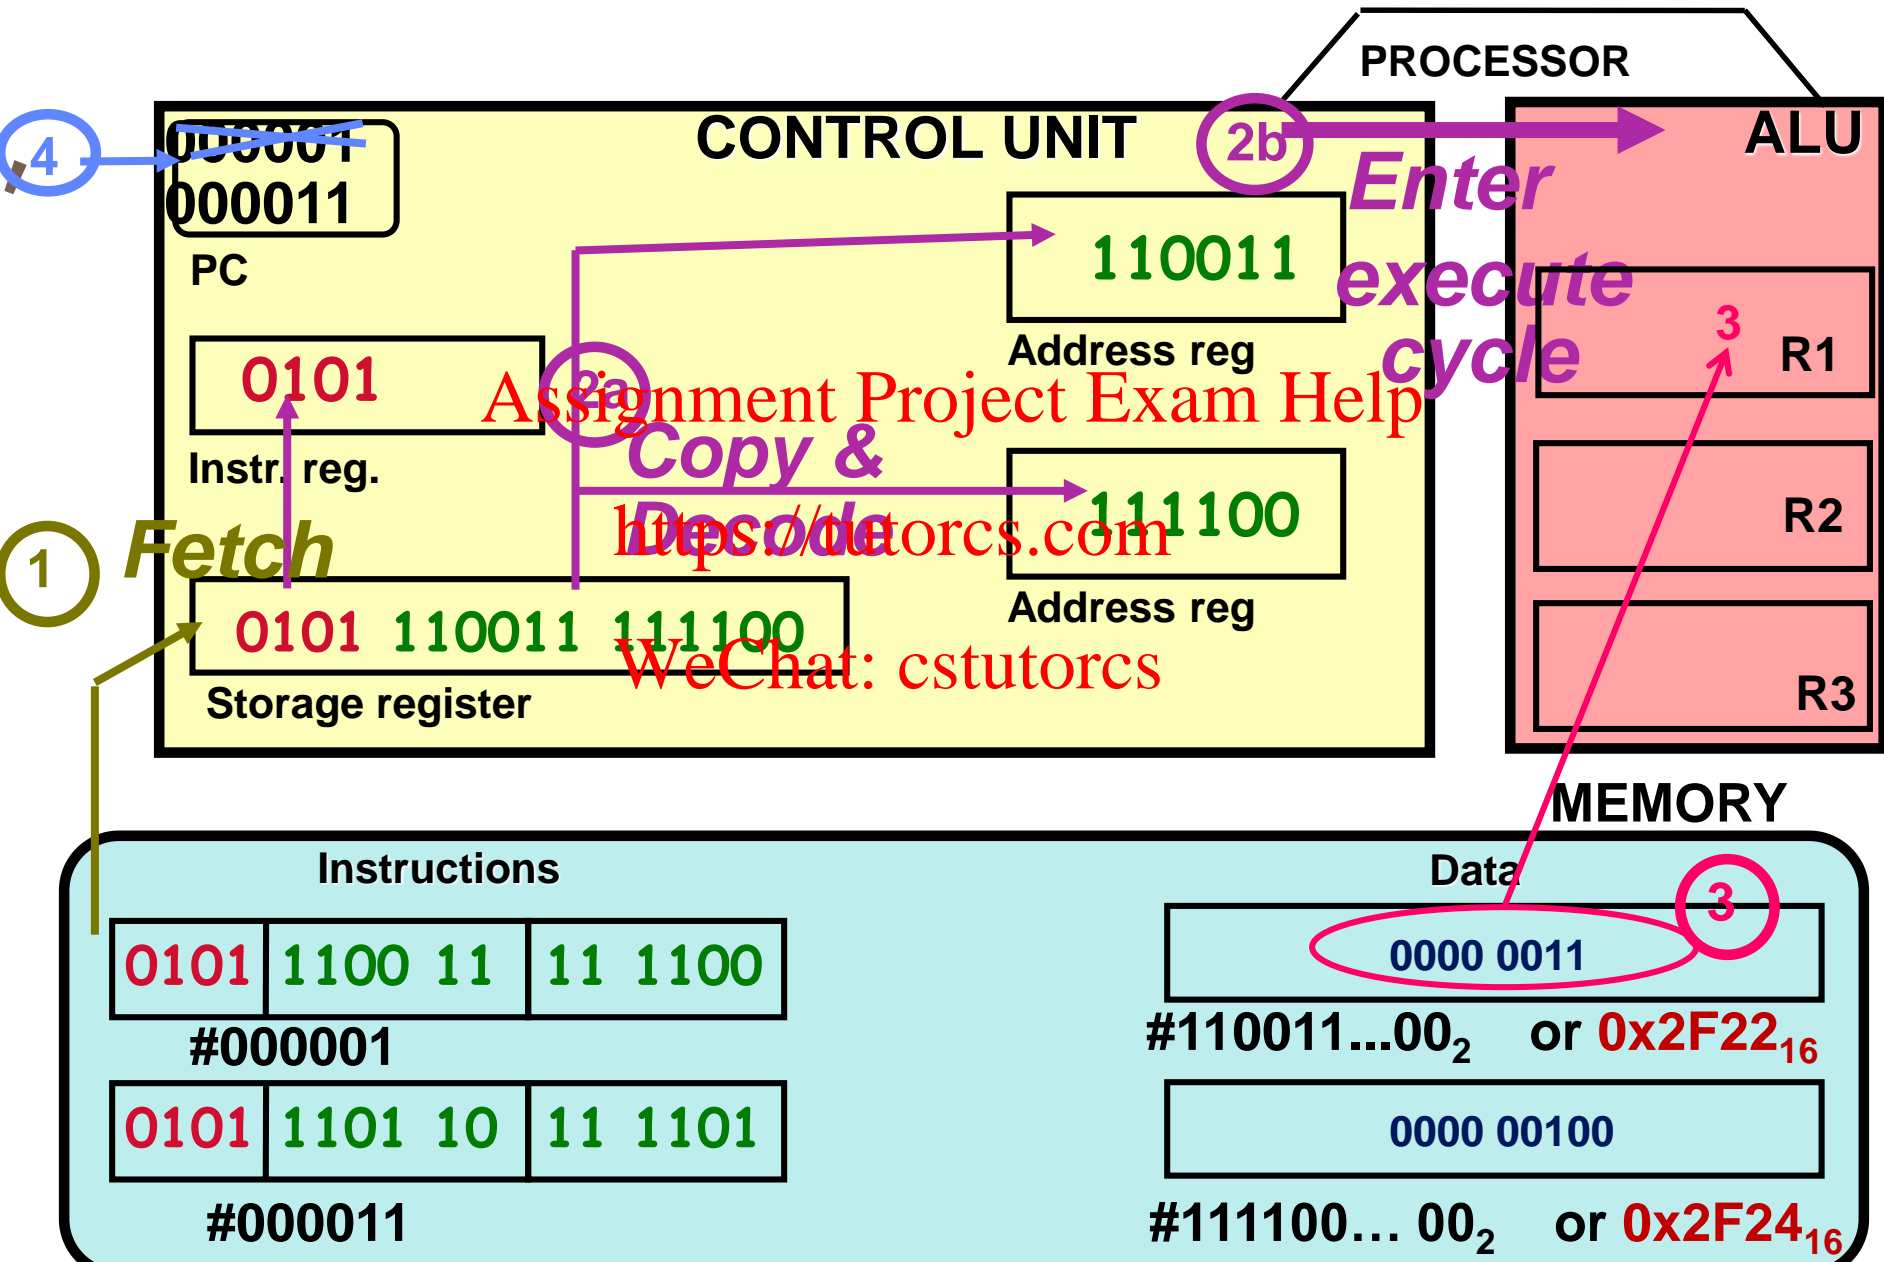 PROCESSOR
4
000001
000011
PC
CONTROL UNIT
2b
Enter
execute
cycle
ALU
110011
Address reg
3
R1
0101
Instr. reg.
2a
Copy &
Decode
Assignment Project Exam Help
111100
Address reg
R2
https://tutorcs.com
1
Fetch
0101 110011 111100
Storage register
WeChat: cstutorcs
R3
MEMORY
Instructions
Data
3
0101 1100 11 11 1100
#000001
0000 0011
#110011...00₂ or 0x2F22₁₆
0101 1101 10 11 1101
#000011
0000 00100
#111100... 00₂ or 0x2F24₁₆